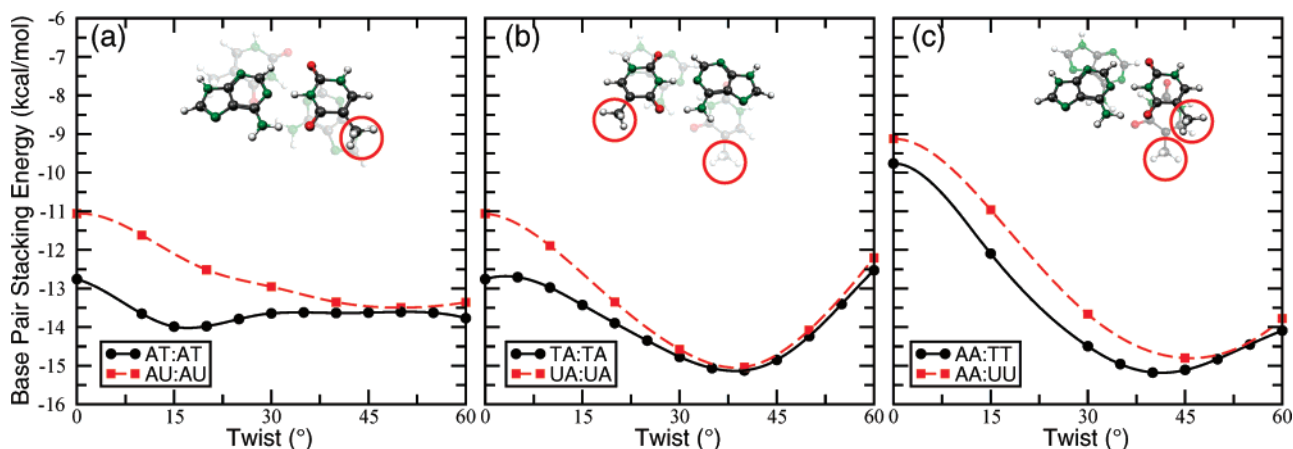 Base Pair Stacking Energy (kcal/mol)
-6
-7
-8
-9
-10
-11
-12
-13
-14
-15
-16
(a)
AT:AT
AU:AU
0 15 30 45 60
Twist (°)
(b)
TA:TA
UA:UA
0 15 30 45 60
Twist (°)
(c)
AA:TT
AA:UU
0 15 30 45 60
Twist (°)